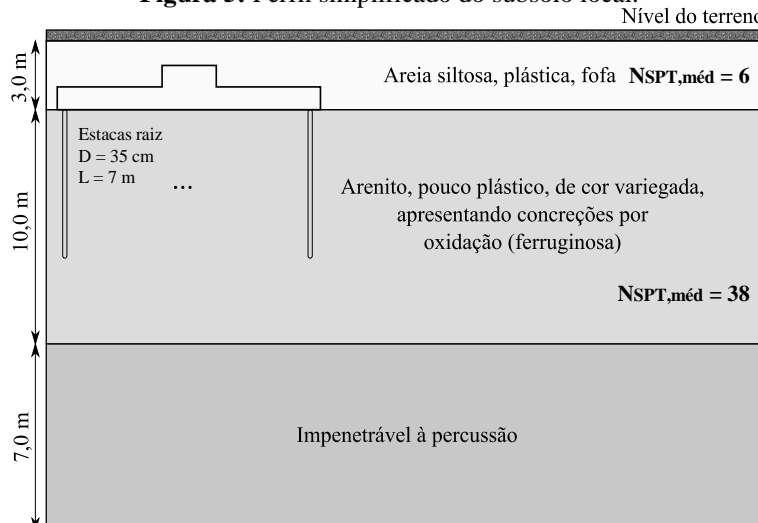 Figura 3: Perfil simplificado do subsolo local.
Nível do terreno
3,0 m
Areia siltosa, plástica, fofa NSPT,méd = 6
Estacas raiz
D = 35 cm
L = 7 m
...
10,0 m
Arenito, pouco plástico, de cor variegada,
apresentando concreções por
oxidação (ferruginosa)
NSPT,méd = 38
7,0 m
Impenetrável à percussão